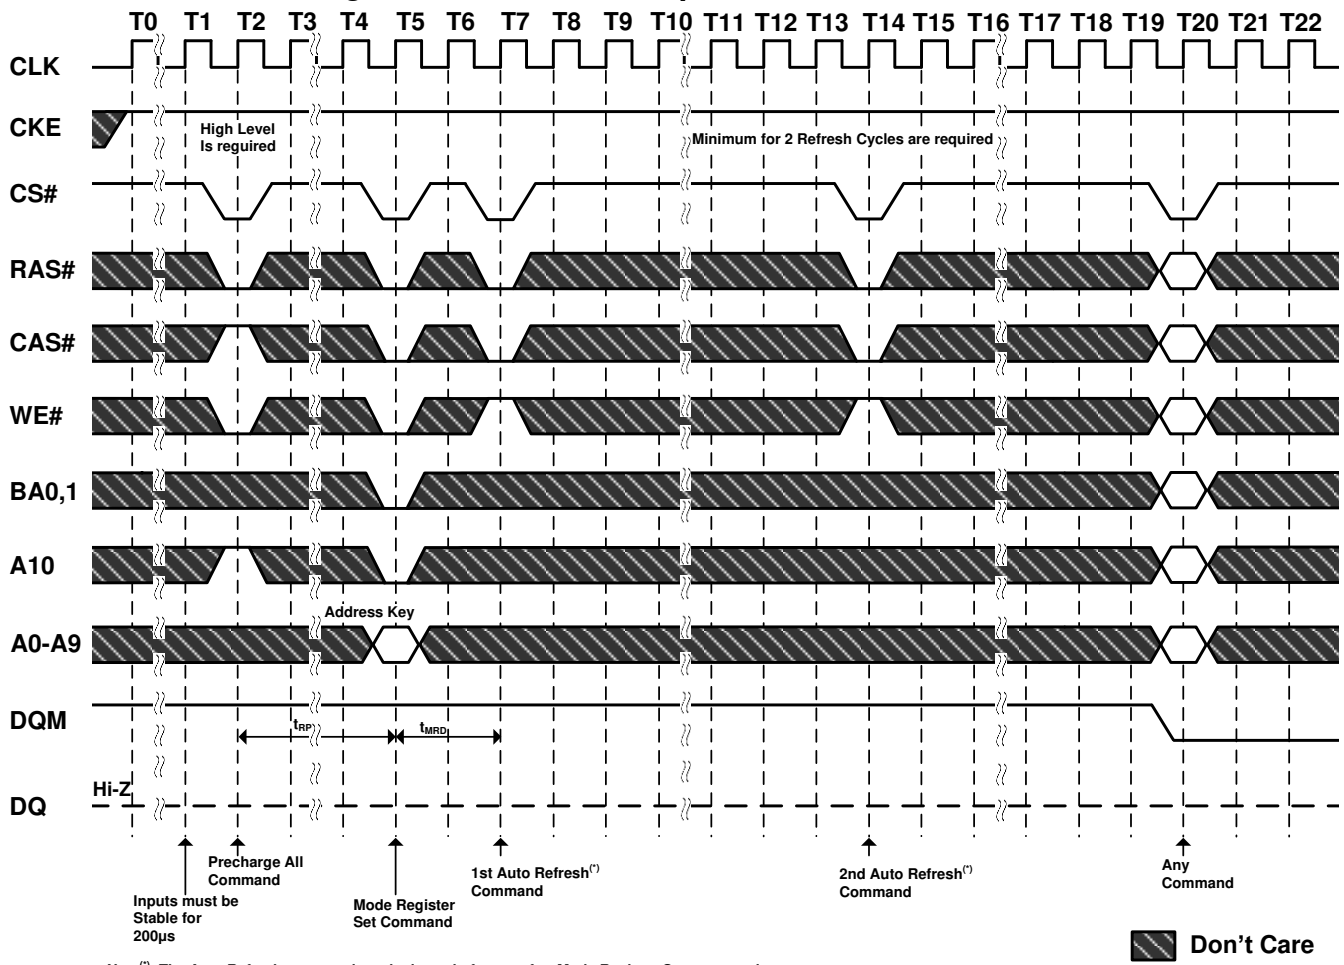 T0 T1 T2 T3 T4 T5 T6 T7 T8 T9 T10 T11 T12 T13 T14 T15 T16 T17 T18 T19 T20 T21 T22
CLK
CKE
High Level
Is reguired
Minimum for 2 Refresh Cycles are required
CS#
RAS#
CAS#
WE#
BA0,1
A10
Address Key
A0-A9
DQM
tRP
tMRD
Hi-Z
DQ
Precharge All
Command
Inputs must be
Stable for
200µs
Mode Register
Set Command
1st Auto Refresh(*)
Command
2nd Auto Refresh(*)
Command
Any
Command
Don't Care